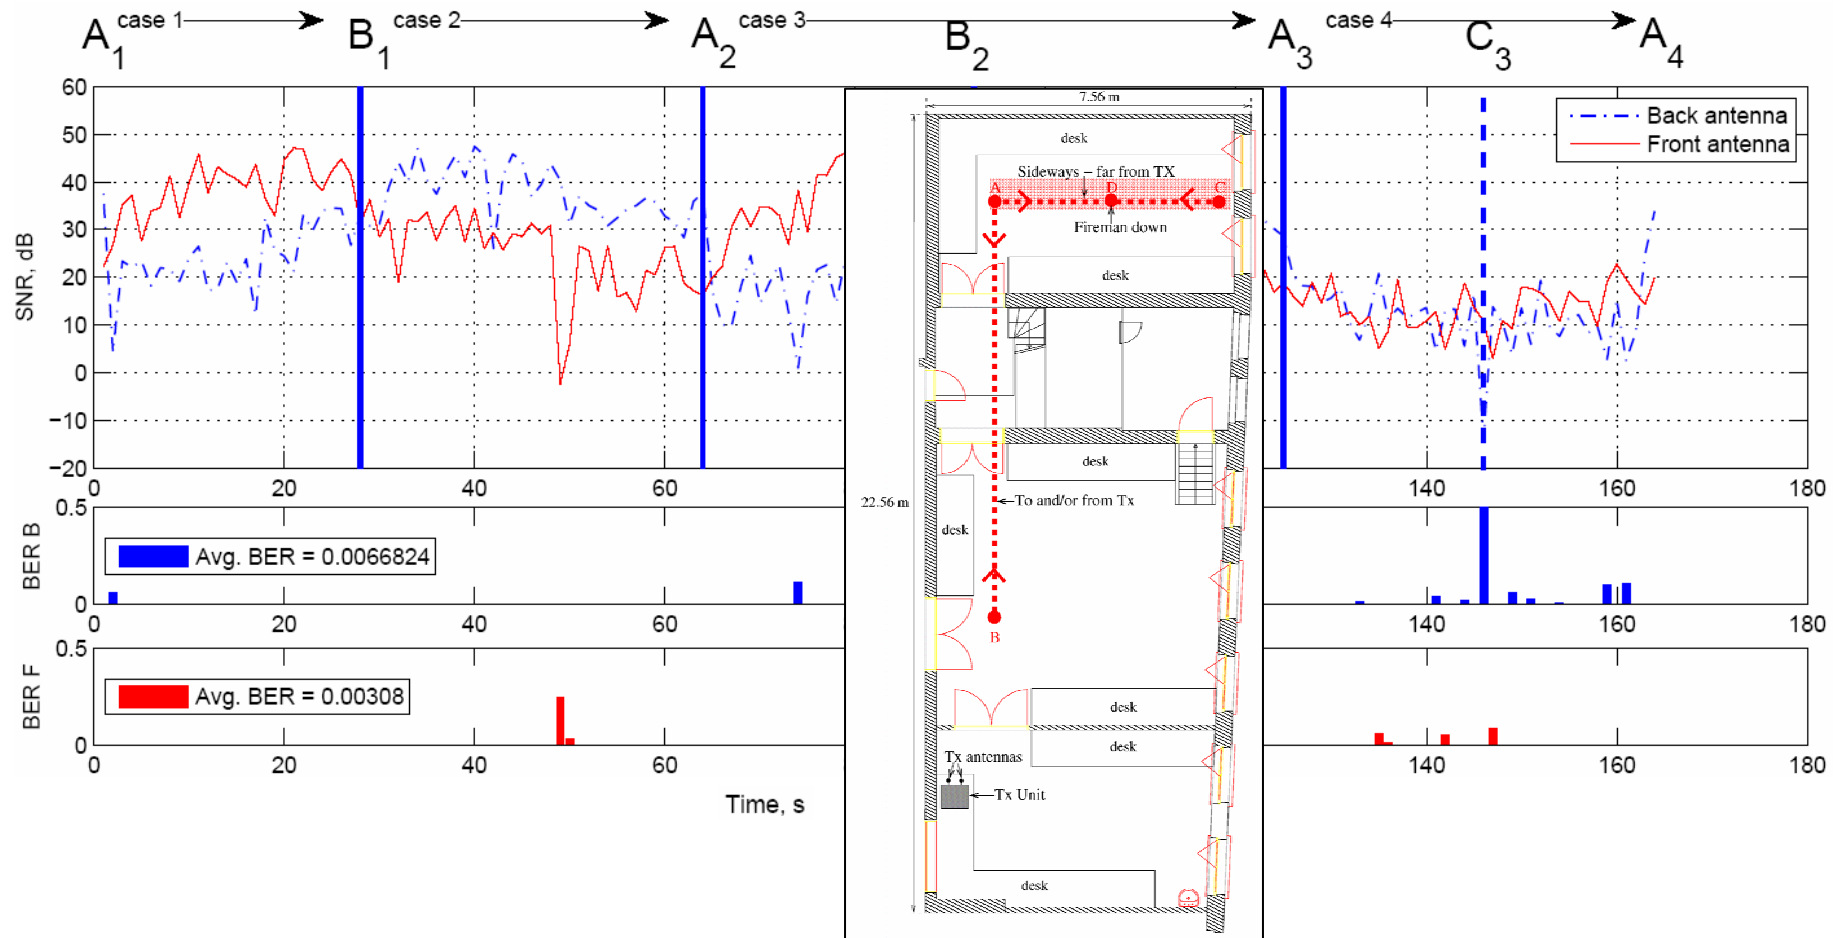 case 1
case 2
case 3
case 4
A1
B1
A2
B2
A3
C3
A4
60
50
40
30
20
10
0
−10
−20
SNR, dB
0
20
40
60
140
160
180
Back antenna
Front antenna
0.5
0
BER B
Avg. BER = 0.0066824
0
20
40
60
140
160
180
0.5
0
BER F
Avg. BER = 0.00308
0
20
40
60
140
160
180
Time, s
7.56 m
desk
Sideways – far from TX
A
D
C
Fireman down
desk
desk
22.56 m
To and/or from Tx
desk
B
desk
desk
Tx antennas
Tx Unit
desk